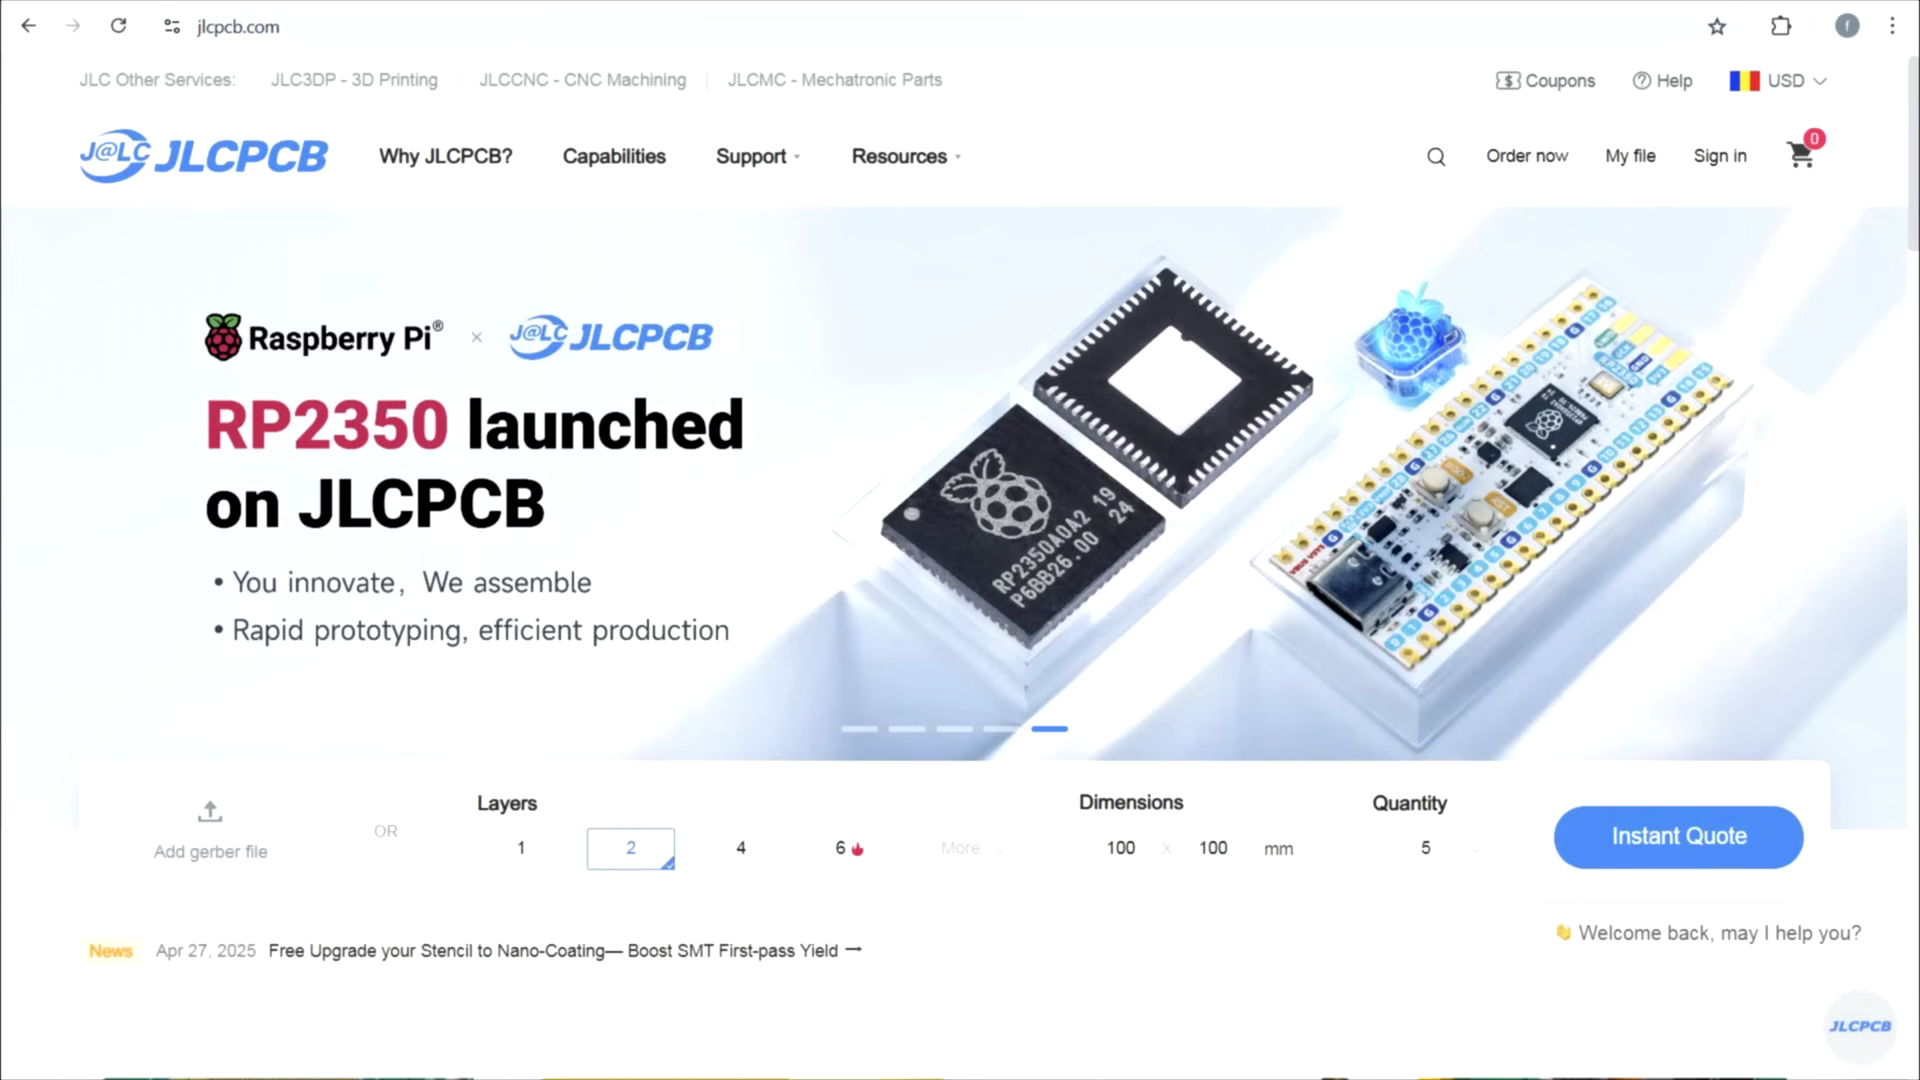 jlcpcb.com
JLC Other Services: JLC3DP - 3D Printing JLCCNC - CNC Machining JLCMC - Mechatronic Parts
Coupons Help USD
J@LC JLCPCB Why JLCPCB? Capabilities Support Resources Order now My file Sign in 0
Raspberry Pi® × J@LC JLCPCB
RP2350 launched
on JLCPCB
• You innovate, We assemble
• Rapid prototyping, efficient production
RP2350A0A2 19
P6BB26.00 24
Add gerber file
OR
Layers
1 2 4 6 More
Dimensions
100 x 100 mm
Quantity
5
Instant Quote
News Apr 27, 2025 Free Upgrade your Stencil to Nano-Coating— Boost SMT First-pass Yield →
Welcome back, may I help you?
JLCPCB